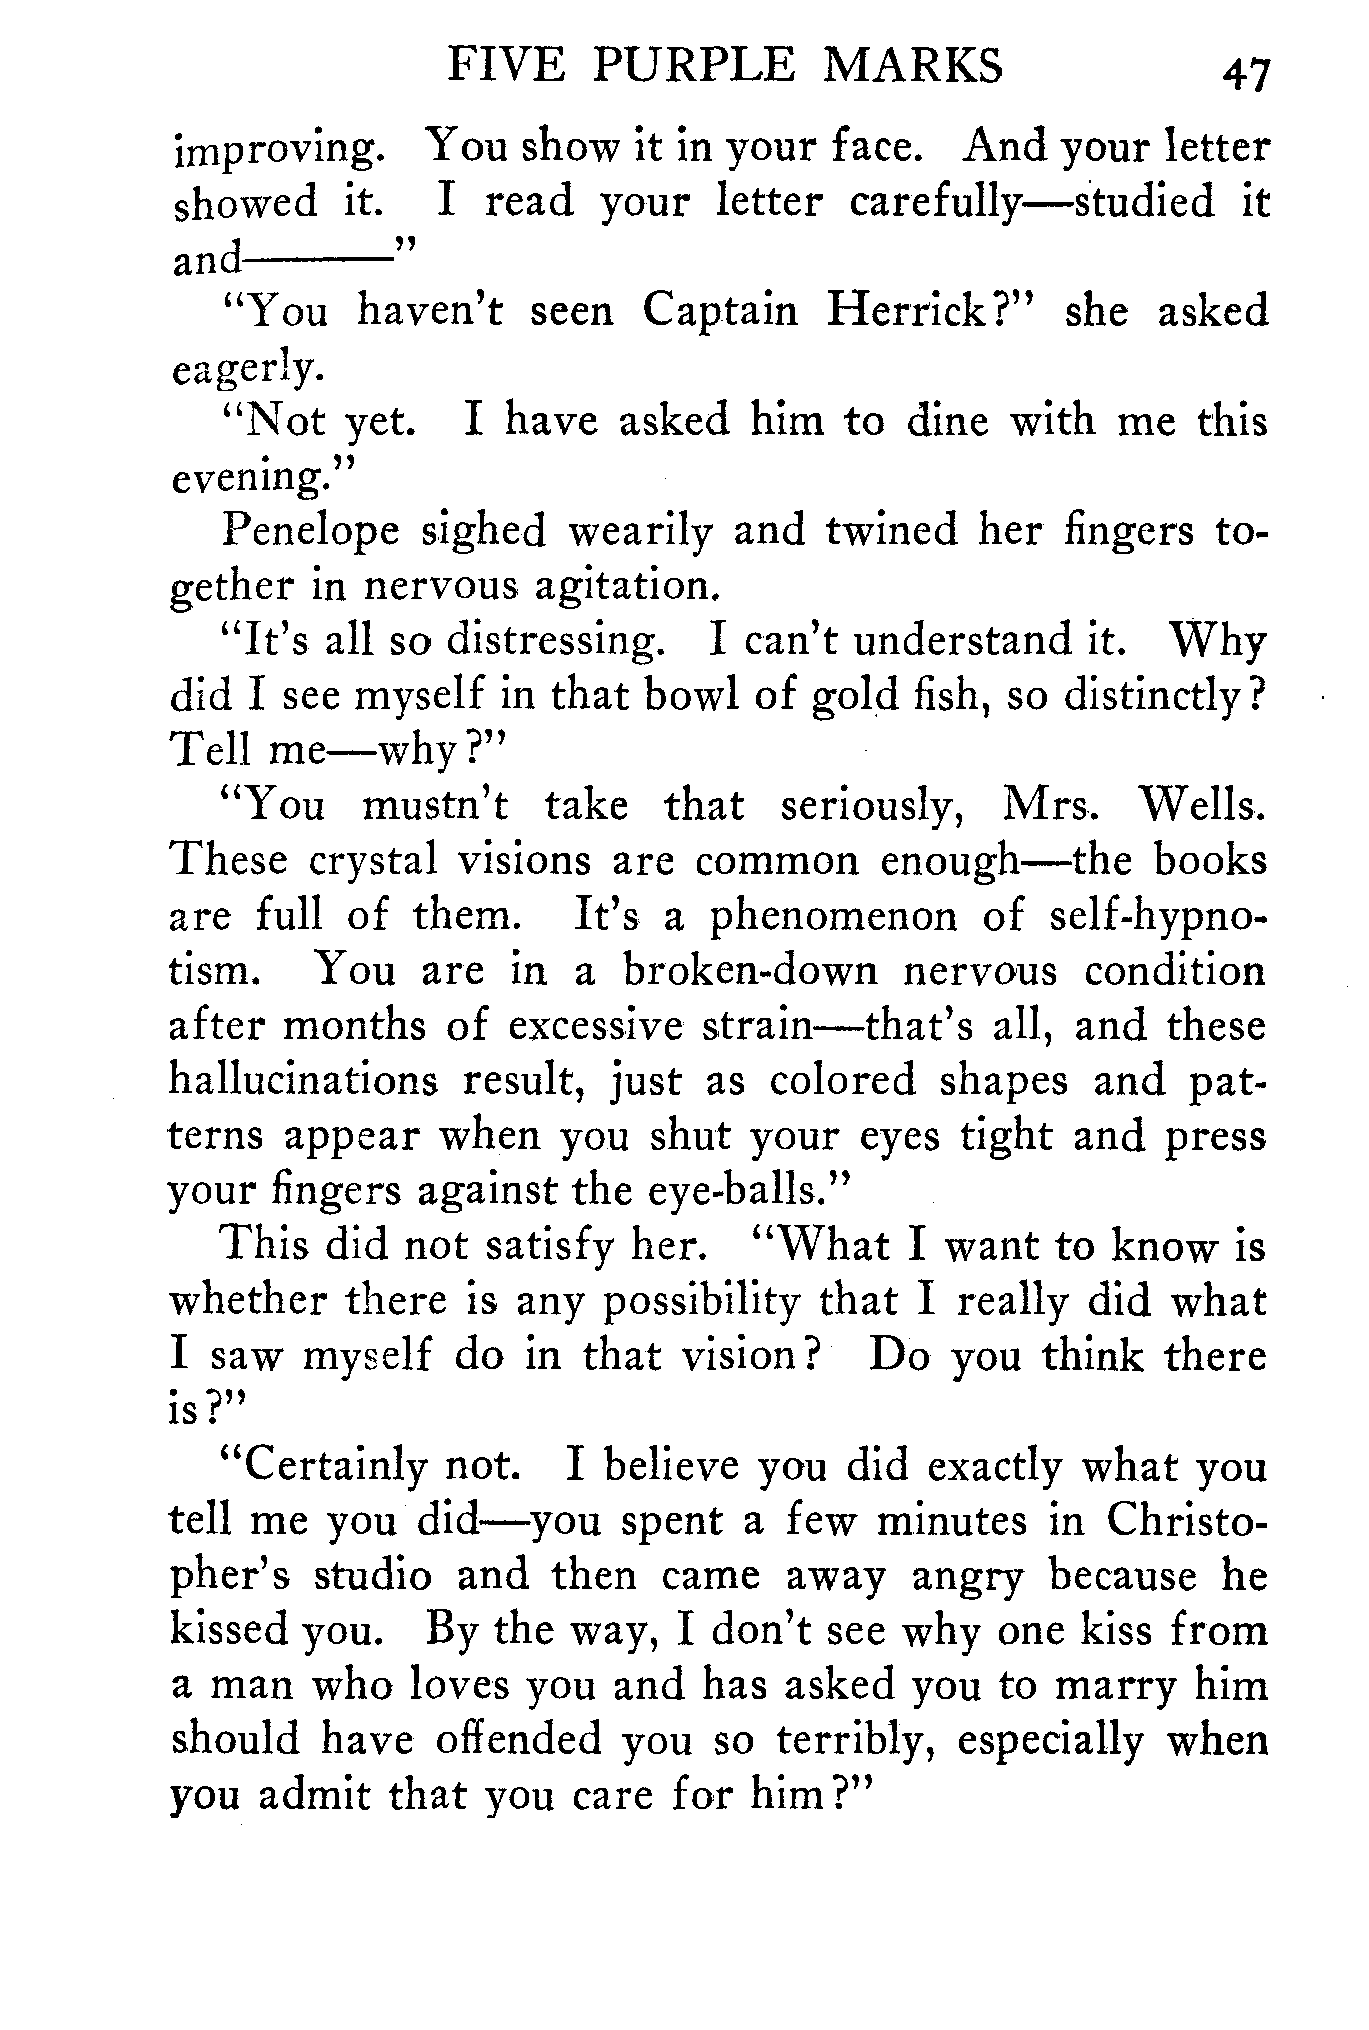 FIVE PURPLE MARKS 47
improving. You show it in your face. And your letter
showed it. I read your letter carefully—studied it
and———"
"You haven't seen Captain Herrick?" she asked
eagerly.
"Not yet. I have asked him to dine with me this
evening."
Penelope sighed wearily and twined her fingers to-
gether in nervous agitation.
"It's all so distressing. I can't understand it. Why
did I see myself in that bowl of gold fish, so distinctly?
Tell me—why?"
"You mustn't take that seriously, Mrs. Wells.
These crystal visions are common enough—the books
are full of them. It's a phenomenon of self-hypno-
tism. You are in a broken-down nervous condition
after months of excessive strain—that's all, and these
hallucinations result, just as colored shapes and pat-
terns appear when you shut your eyes tight and press
your fingers against the eye-balls."
This did not satisfy her. "What I want to know is
whether there is any possibility that I really did what
I saw myself do in that vision? Do you think there
is?"
"Certainly not. I believe you did exactly what you
tell me you did—you spent a few minutes in Christo-
pher's studio and then came away angry because he
kissed you. By the way, I don't see why one kiss from
a man who loves you and has asked you to marry him
should have offended you so terribly, especially when
you admit that you care for him?"